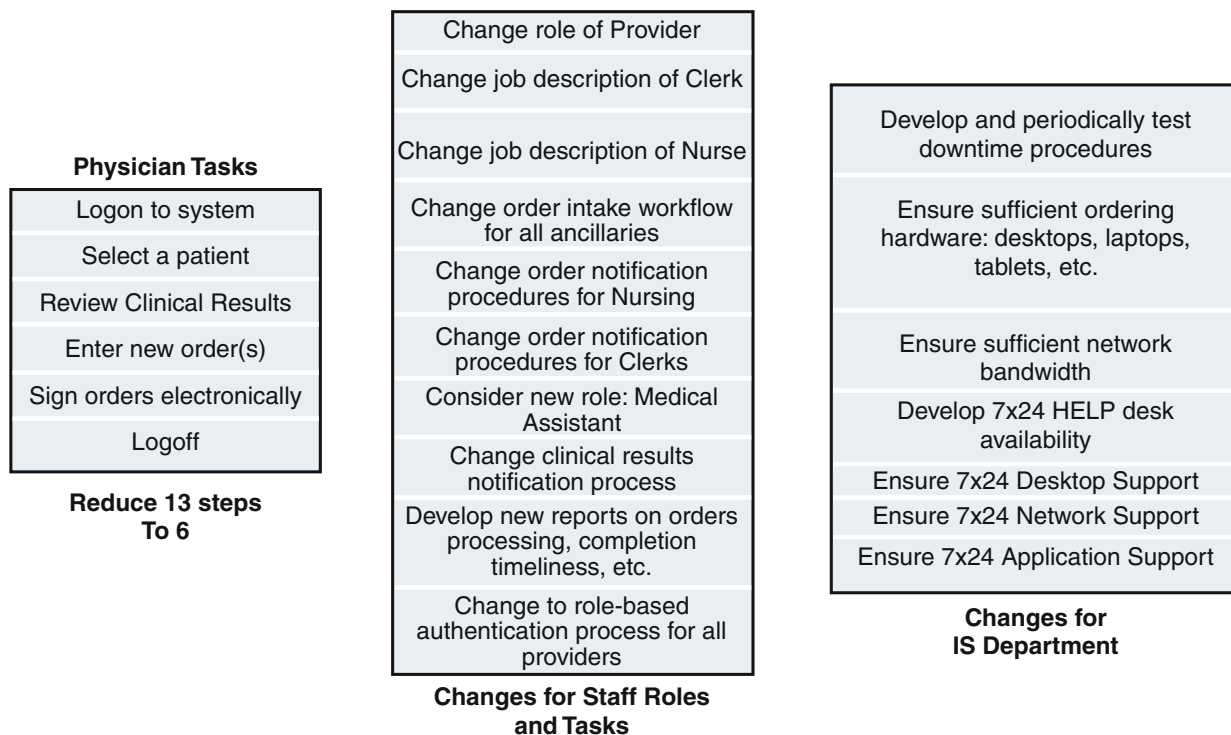 Physician Tasks
Logon to system
Select a patient
Review Clinical Results
Enter new order(s)
Sign orders electronically
Logoff
Reduce 13 steps
To 6
Change role of Provider
Change job description of Clerk
Change job description of Nurse
Change order intake workflow
for all ancillaries
Change order notification
procedures for Nursing
Change order notification
procedures for Clerks
Consider new role: Medical
Assistant
Change clinical results
notification process
Develop new reports on orders
processing, completion
timeliness, etc.
Change to role-based
authentication process for all
providers
Changes for Staff Roles
and Tasks
Develop and periodically test
downtime procedures
Ensure sufficient ordering
hardware: desktops, laptops,
tablets, etc.
Ensure sufficient network
bandwidth
Develop 7x24 HELP desk
availability
Ensure 7x24 Desktop Support
Ensure 7x24 Network Support
Ensure 7x24 Application Support
Changes for
IS Department